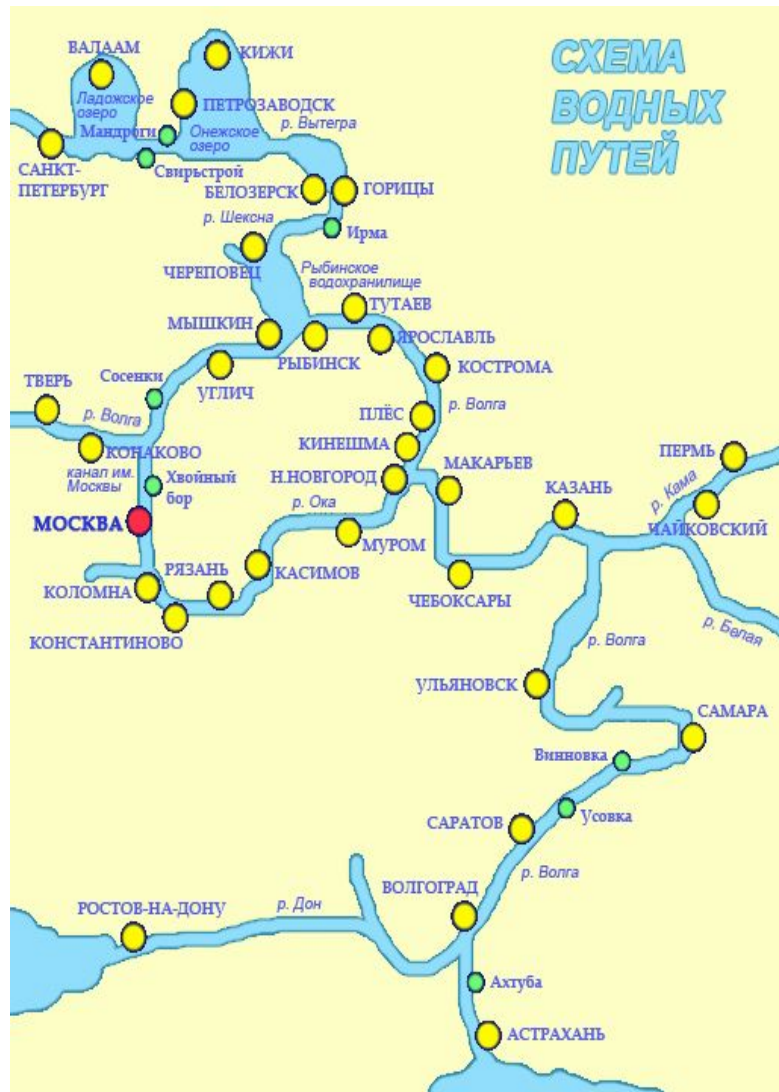 СХЕМА
ВОДНЫХ
ПУТЕЙ
ВАЛААМ
КИЖИ
Ладожское
озеро
ПЕТРОЗАВОДСК
Мандроги
Онежское
озеро
р. Вытегра
САНКТ-
ПЕТЕРБУРГ
Свирьстрой
БЕЛОЗЕРСК
ГОРИЦЫ
р. Шексна
Ирма
ЧЕРЕПОВЕЦ
Рыбинское
водохранилище
ТУТАЕВ
МЫШКИН
РЫБИНСК
ЯРОСЛАВЛЬ
УГЛИЧ
КОСТРОМА
Сосенки
ТВЕРЬ
р. Волга
ПЛЁС
р. Волга
КОНАКОВО
КИНЕШМА
канал им.
Москвы
Хвойный
бор
Н.НОВГОРОД
МАКАРЬЕВ
ПЕРМЬ
р. Кама
КАЗАНЬ
р. Ока
МОСКВА
МУРОМ
ЧАЙКОВСКИЙ
РЯЗАНЬ
КАСИМОВ
ЧЕБОКСАРЫ
КОЛОМНА
КОНСТАНТИНОВО
р. Белая
р. Волга
УЛЬЯНОВСК
САМАРА
Винновка
Усовка
САРАТОВ
р. Волга
ВОЛГОГРАД
РОСТОВ-НА-ДОНУ
р. Дон
Ахтуба
АСТРАХАНЬ